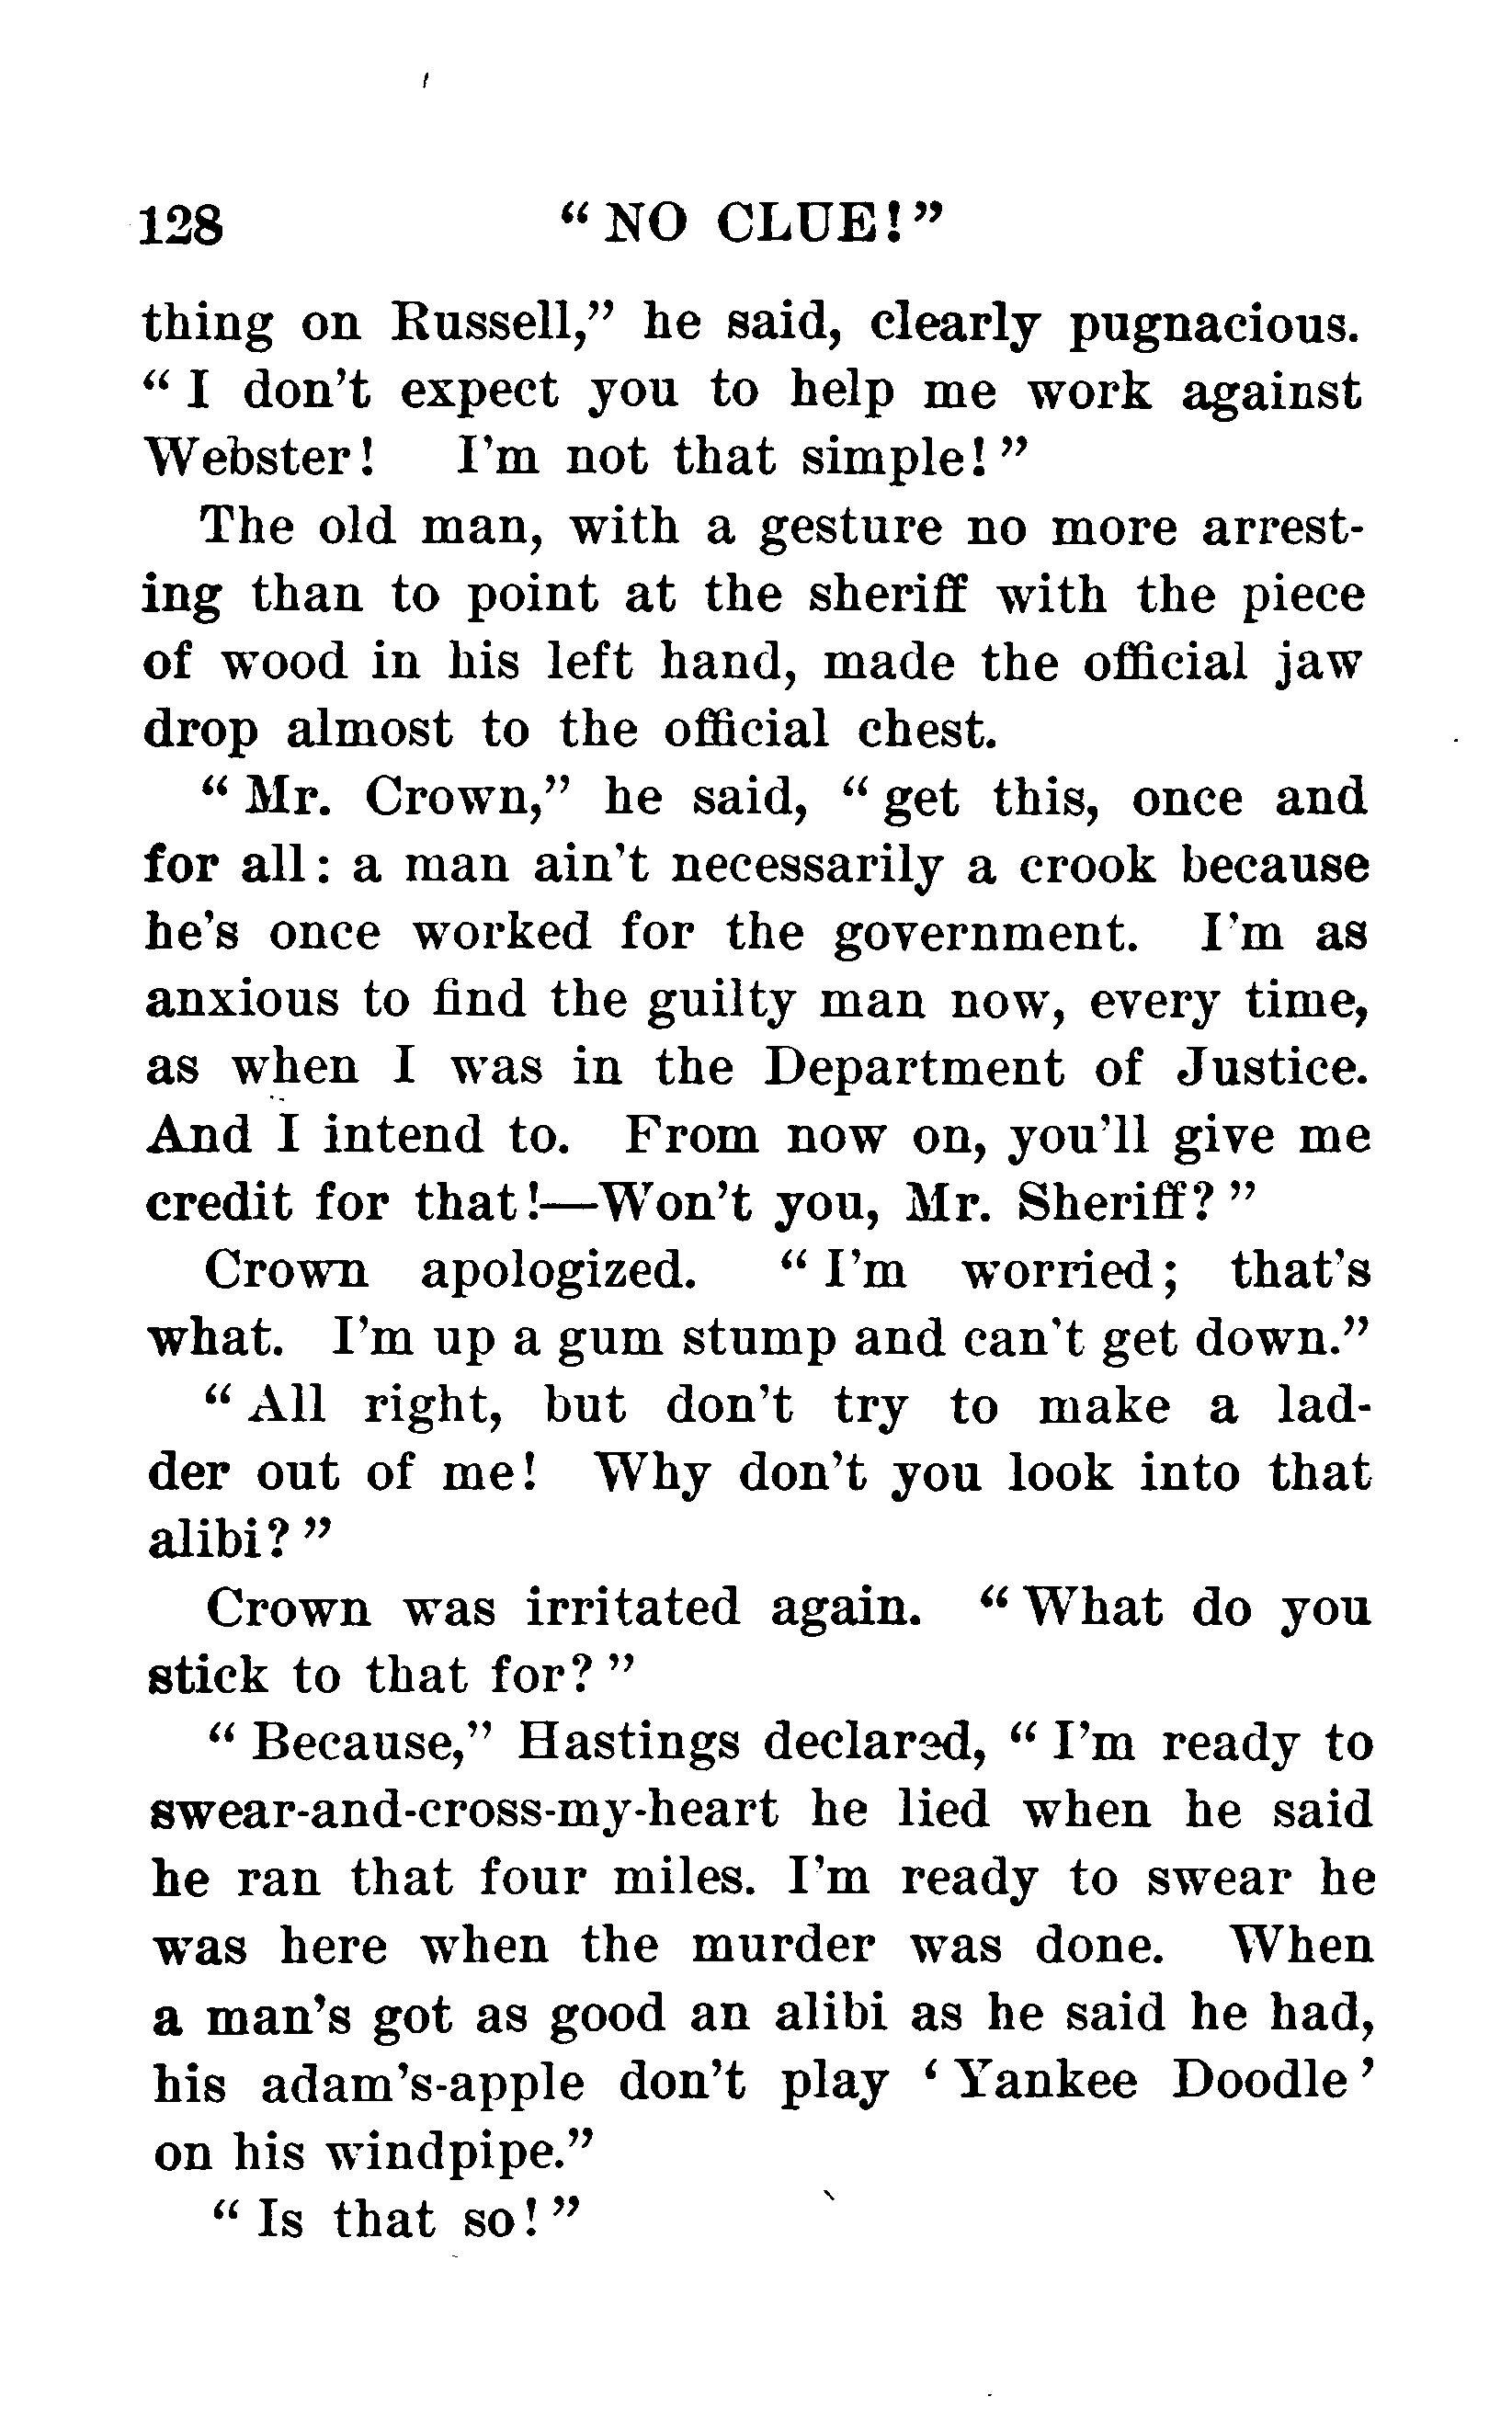 128 “NO CLUE!”
thing on Russell,” he said, clearly pugnacious.
“I don’t expect you to help me work against
Webster! I’m not that simple!”
The old man, with a gesture no more arrest-
ing than to point at the sheriff with the piece
of wood in his left hand, made the official jaw
drop almost to the official chest.
“Mr. Crown,” he said, “get this, once and
for all: a man ain’t necessarily a crook because
he’s once worked for the government. I’m as
anxious to find the guilty man now, every time,
as when I was in the Department of Justice.
And I intend to. From now on, you’ll give me
credit for that!—Won’t you, Mr. Sheriff?”
Crown apologized. “I’m worried; that’s
what. I’m up a gum stump and can’t get down.”
“All right, but don’t try to make a lad-
der out of me! Why don’t you look into that
alibi?”
Crown was irritated again. “What do you
stick to that for?”
“Because,” Hastings declared, “I’m ready to
swear-and-cross-my-heart he lied when he said
he ran that four miles. I’m ready to swear he
was here when the murder was done. When
a man’s got as good an alibi as he said he had,
his adam’s-apple don’t play ‘Yankee Doodle’
on his windpipe.”
“Is that so!”